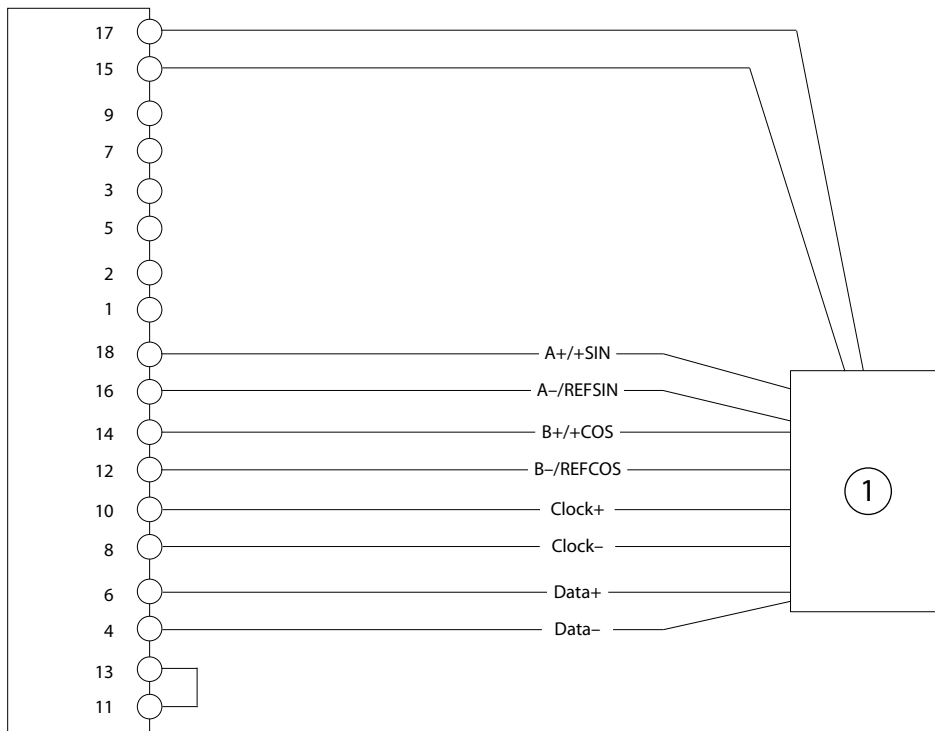 17
15
9
7
3
5
2
1
18 A+/+SIN
16 A–/REFSIN
14 B+/+COS
12 B–/REFCOS
1
10 Clock+
8 Clock–
6 Data+
4 Data–
13
11